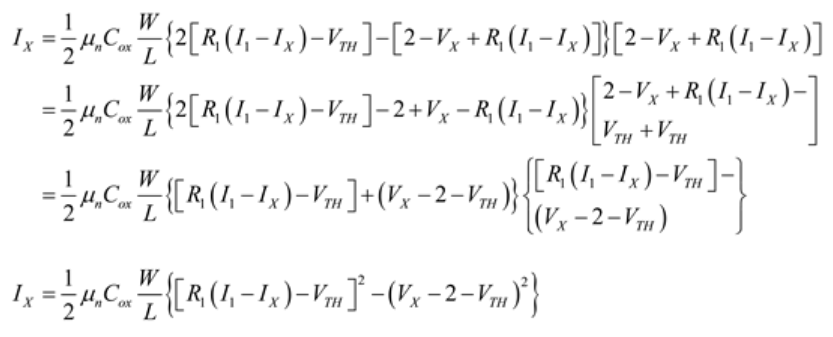 I_X = 1/2 μ_n C_ox W/L {2[R_1(I_1 − I_X) − V_TH] − [2 − V_X + R_1(I_1 − I_X)]}[2 − V_X + R_1(I_1 − I_X)]
= 1/2 μ_n C_ox W/L {2[R_1(I_1 − I_X) − V_TH] − 2 + V_X − R_1(I_1 − I_X)} [2 − V_X + R_1(I_1 − I_X) −
V_TH + V_TH]
= 1/2 μ_n C_ox W/L {[R_1(I_1 − I_X) − V_TH] + (V_X − 2 − V_TH)} {[R_1(I_1 − I_X) − V_TH] −
(V_X − 2 − V_TH)}
I_X = 1/2 μ_n C_ox W/L {[R_1(I_1 − I_X) − V_TH]^2 − (V_X − 2 − V_TH)^2}